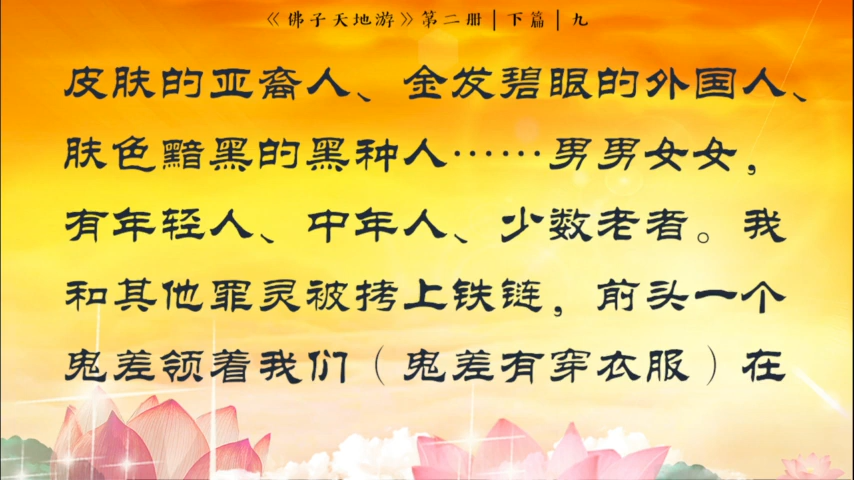 《佛子天地游》第二册|下篇|九
皮肤的亚裔人、金发碧眼的外国人、
肤色黯黑的黑种人……男男女女，
有年轻人、中年人、少数老者。我
和其他罪灵被拷上铁链，前头一个
鬼差领着我们（鬼差有穿衣服）在